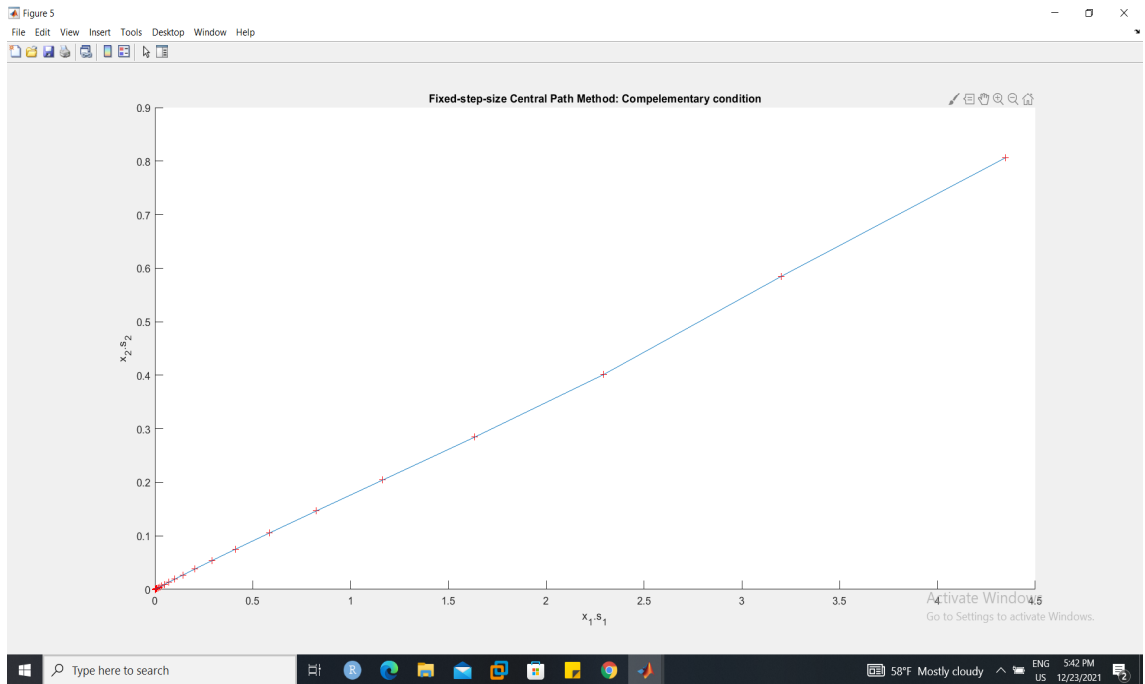 Figure 5
File Edit View Insert Tools Desktop Window Help
Fixed-step-size Central Path Method: Compelementary condition
0.9
0.8
0.7
0.6
0.5
0.4
0.3
0.2
0.1
0
x₂.s₂
0 0.5 1 1.5 2 2.5 3 3.5 4 4.5
x₁.s₁
Activate Windows
Go to Settings to activate Windows.
Type here to search
R
58°F Mostly cloudy
ENG
US
5:42 PM
12/23/2021
2